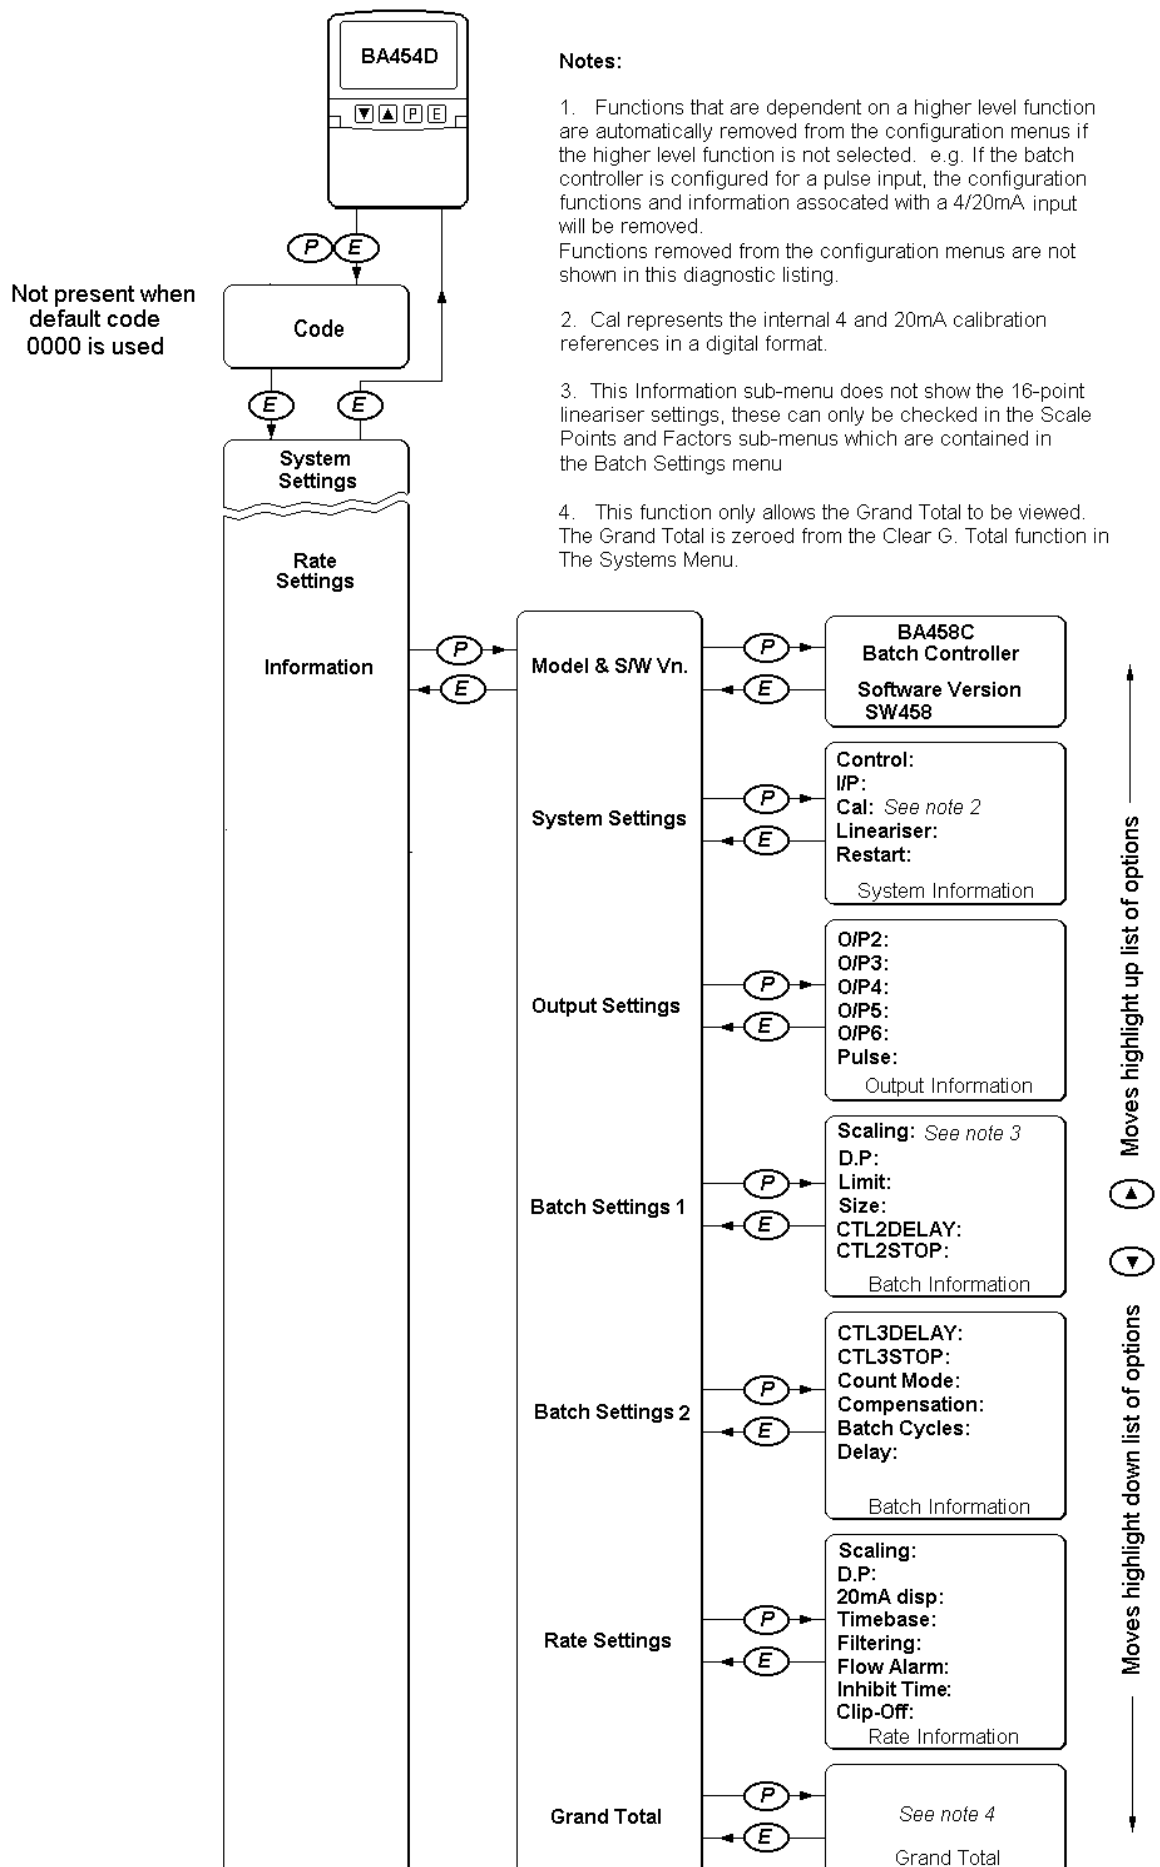 BA454D
P E
P E
Not present when
default code
0000 is used
Code
E E
System
Settings
Rate
Settings
Information
Notes:
1. Functions that are dependent on a higher level function
are automatically removed from the configuration menus if
the higher level function is not selected. e.g. If the batch
controller is configured for a pulse input, the configuration
functions and information assocated with a 4/20mA input
will be removed.
Functions removed from the configuration menus are not
shown in this diagnostic listing.
2. Cal represents the internal 4 and 20mA calibration
references in a digital format.
3. This Information sub-menu does not show the 16-point
lineariser settings, these can only be checked in the Scale
Points and Factors sub-menus which are contained in
the Batch Settings menu
4. This function only allows the Grand Total to be viewed.
The Grand Total is zeroed from the Clear G. Total function in
The Systems Menu.
P
E
Model & S/W Vn.
P
E
BA458C
Batch Controller
Software Version
SW458
System Settings
P
E
Control:
I/P:
Cal: See note 2
Lineariser:
Restart:
System Information
Output Settings
P
E
O/P2:
O/P3:
O/P4:
O/P5:
O/P6:
Pulse:
Output Information
Batch Settings 1
P
E
Scaling: See note 3
D.P:
Limit:
Size:
CTL2DELAY:
CTL2STOP:
Batch Information
Batch Settings 2
P
E
CTL3DELAY:
CTL3STOP:
Count Mode:
Compensation:
Batch Cycles:
Delay:
Batch Information
Rate Settings
P
E
Scaling:
D.P:
20mA disp:
Timebase:
Filtering:
Flow Alarm:
Inhibit Time:
Clip-Off:
Rate Information
Grand Total
P
E
See note 4
Grand Total
Moves highlight up list of options
Moves highlight down list of options